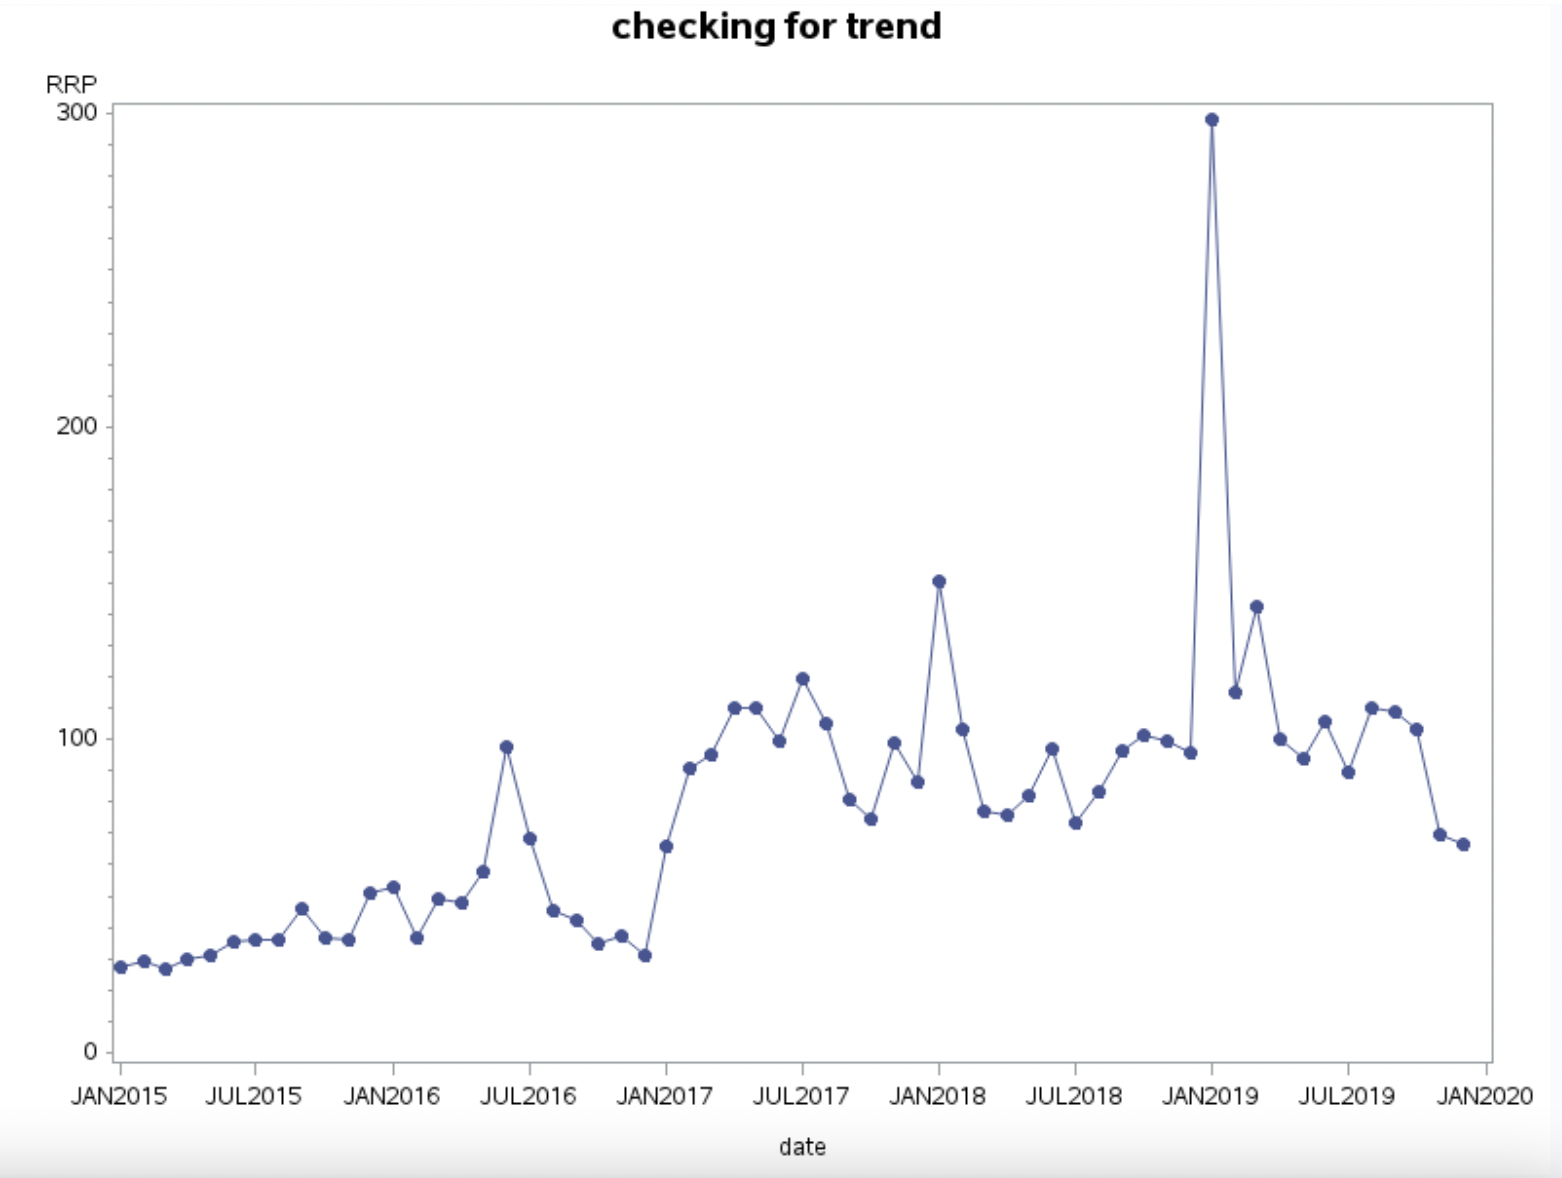 checking for trend
RRP
300
200
100
0
JAN2015 JUL2015 JAN2016 JUL2016 JAN2017 JUL2017 JAN2018 JUL2018 JAN2019 JUL2019 JAN2020
date